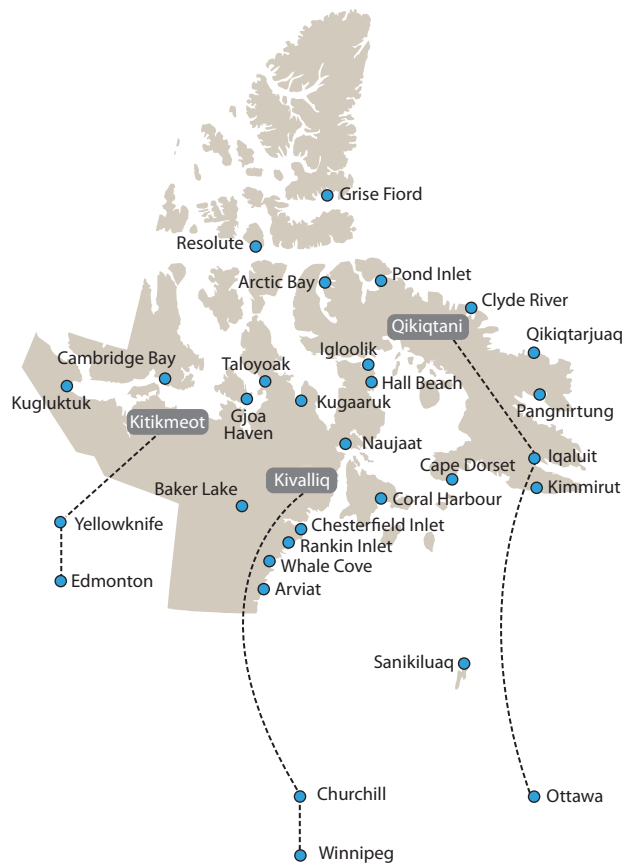 Grise Fiord
Resolute
Arctic Bay
Pond Inlet
Clyde River
Qikiqtani
Qikiqtarjuaq
Igloolik
Cambridge Bay
Taloyoak
Hall Beach
Kugluktuk
Gjoa
Haven
Kugaaruk
Pangnirtung
Kitikmeot
Naujaat
Iqaluit
Cape Dorset
Kivalliq
Kimmirut
Baker Lake
Coral Harbour
Yellowknife
Chesterfield Inlet
Rankin Inlet
Whale Cove
Edmonton
Arviat
Sanikiluaq
Churchill
Ottawa
Winnipeg